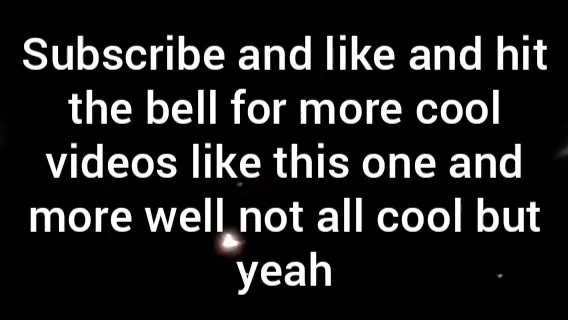 Subscribe and like and hit
the bell for more cool
videos like this one and
more well not all cool but
yeah